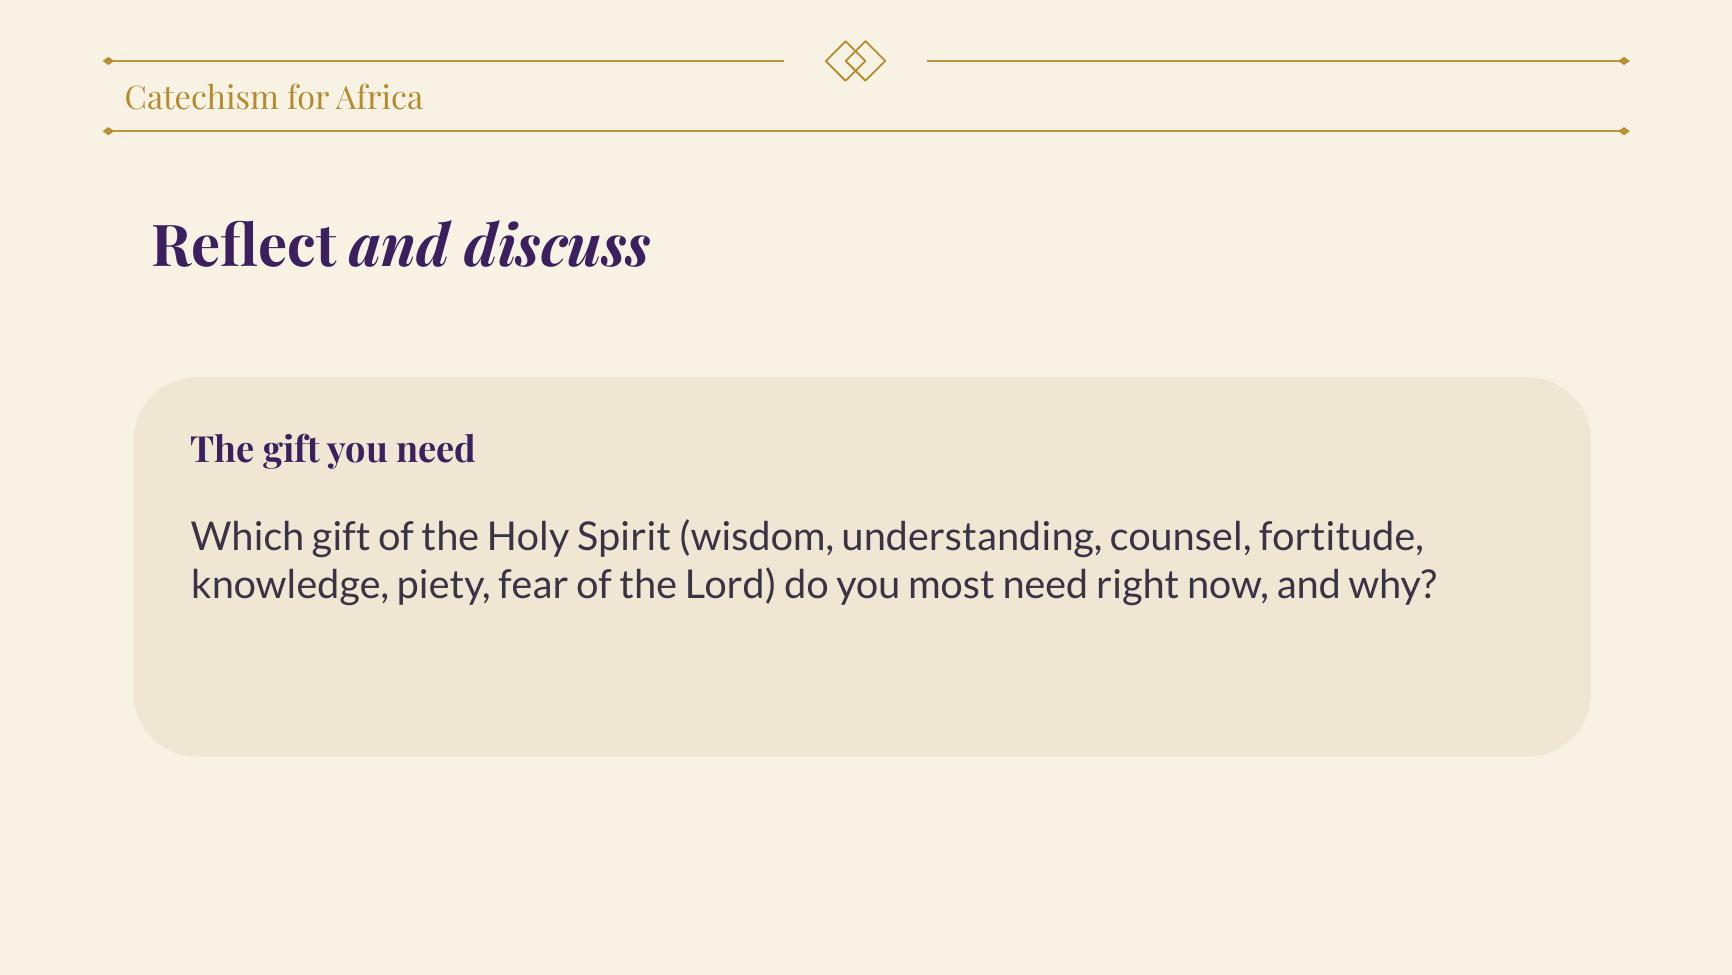 Catechism for Africa
Reflect and discuss
The gift you need
Which gift of the Holy Spirit (wisdom, understanding, counsel, fortitude,
knowledge, piety, fear of the Lord) do you most need right now, and why?